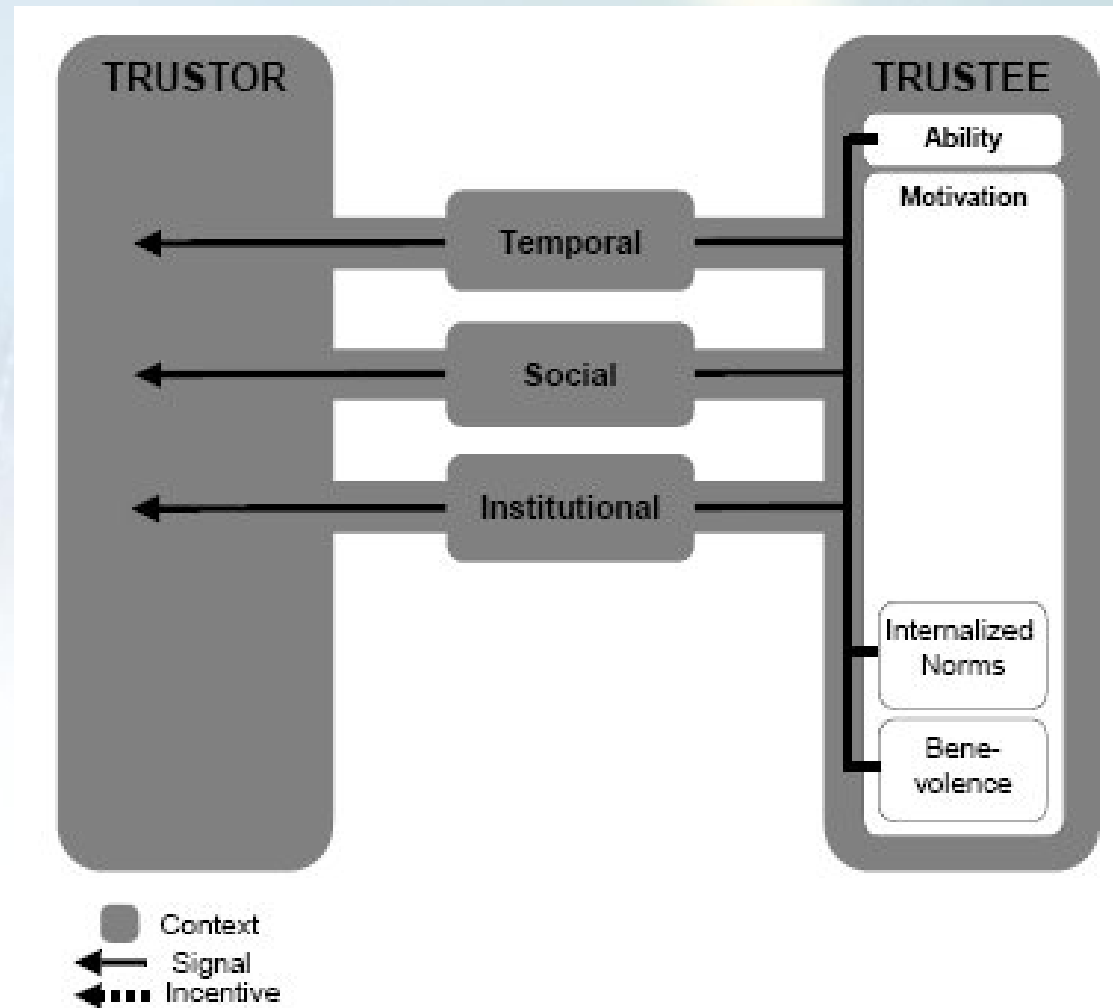 TRUSTOR
TRUSTEE
Ability
Motivation
Temporal
Social
Institutional
Internalized
Norms
Bene-
volence
Context
Signal
Incentive